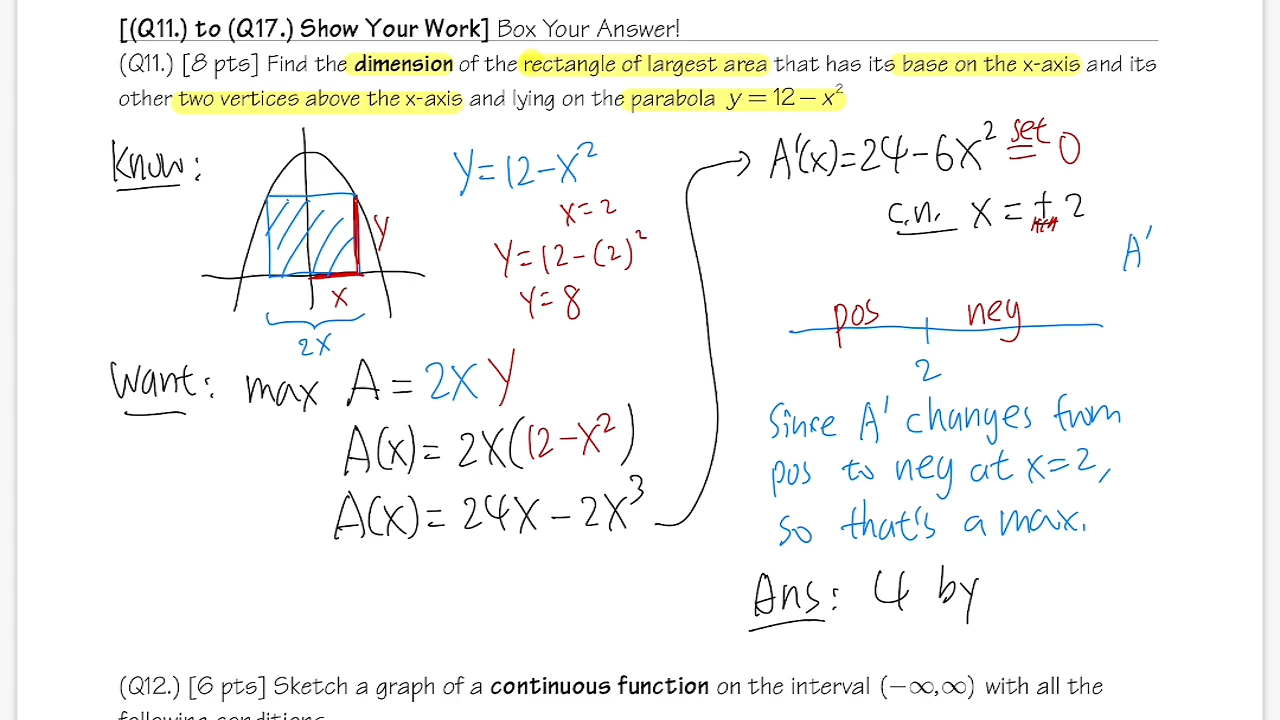 [(Q11.) to (Q17.) Show Your Work] Box Your Answer!
(Q11.) [8 pts] Find the dimension of the rectangle of largest area that has its base on the x-axis and its
other two vertices above the x-axis and lying on the parabola y = 12 − x²
Know:
y
x
2x
y = 12 − x²
x = 2
y = 12 − (2)²
y = 8
Want: max A = 2x y
A(x) = 2x(12 − x²)
A(x) = 24x − 2x³
A'(x) = 24 − 6x² set = 0
c.n. x = ± 2
A'
pos neg
2
Since A' changes from
pos to neg at x = 2,
so that's a max.
Ans: 4 by
(Q12.) [6 pts] Sketch a graph of a continuous function on the interval (−∞,∞) with all the
following conditions